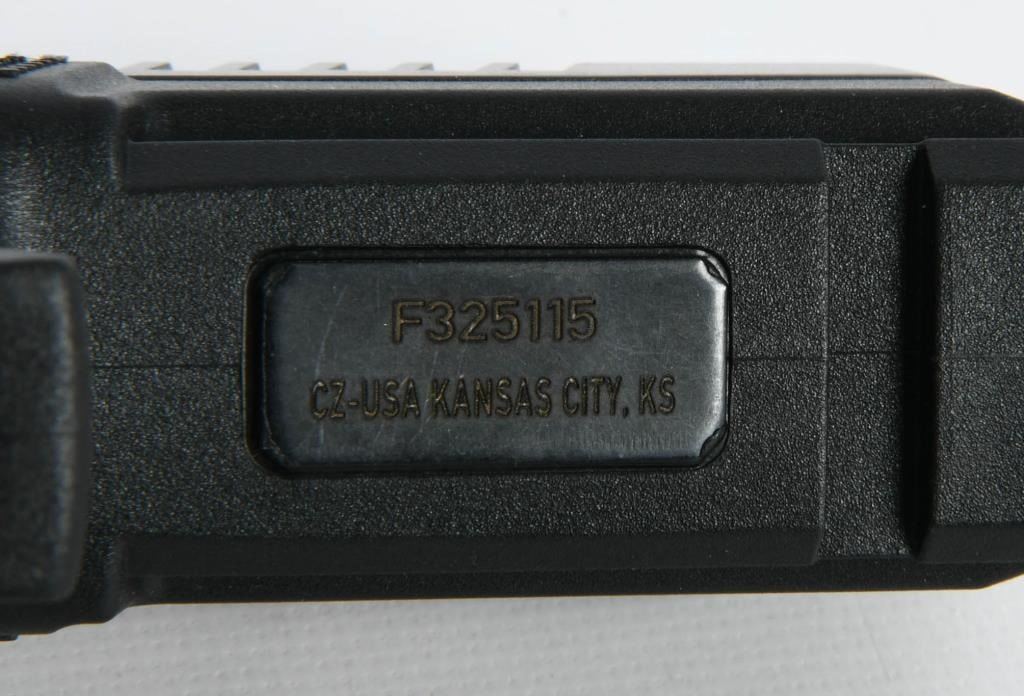 F325115
CZ-USA KANSAS CITY, KS